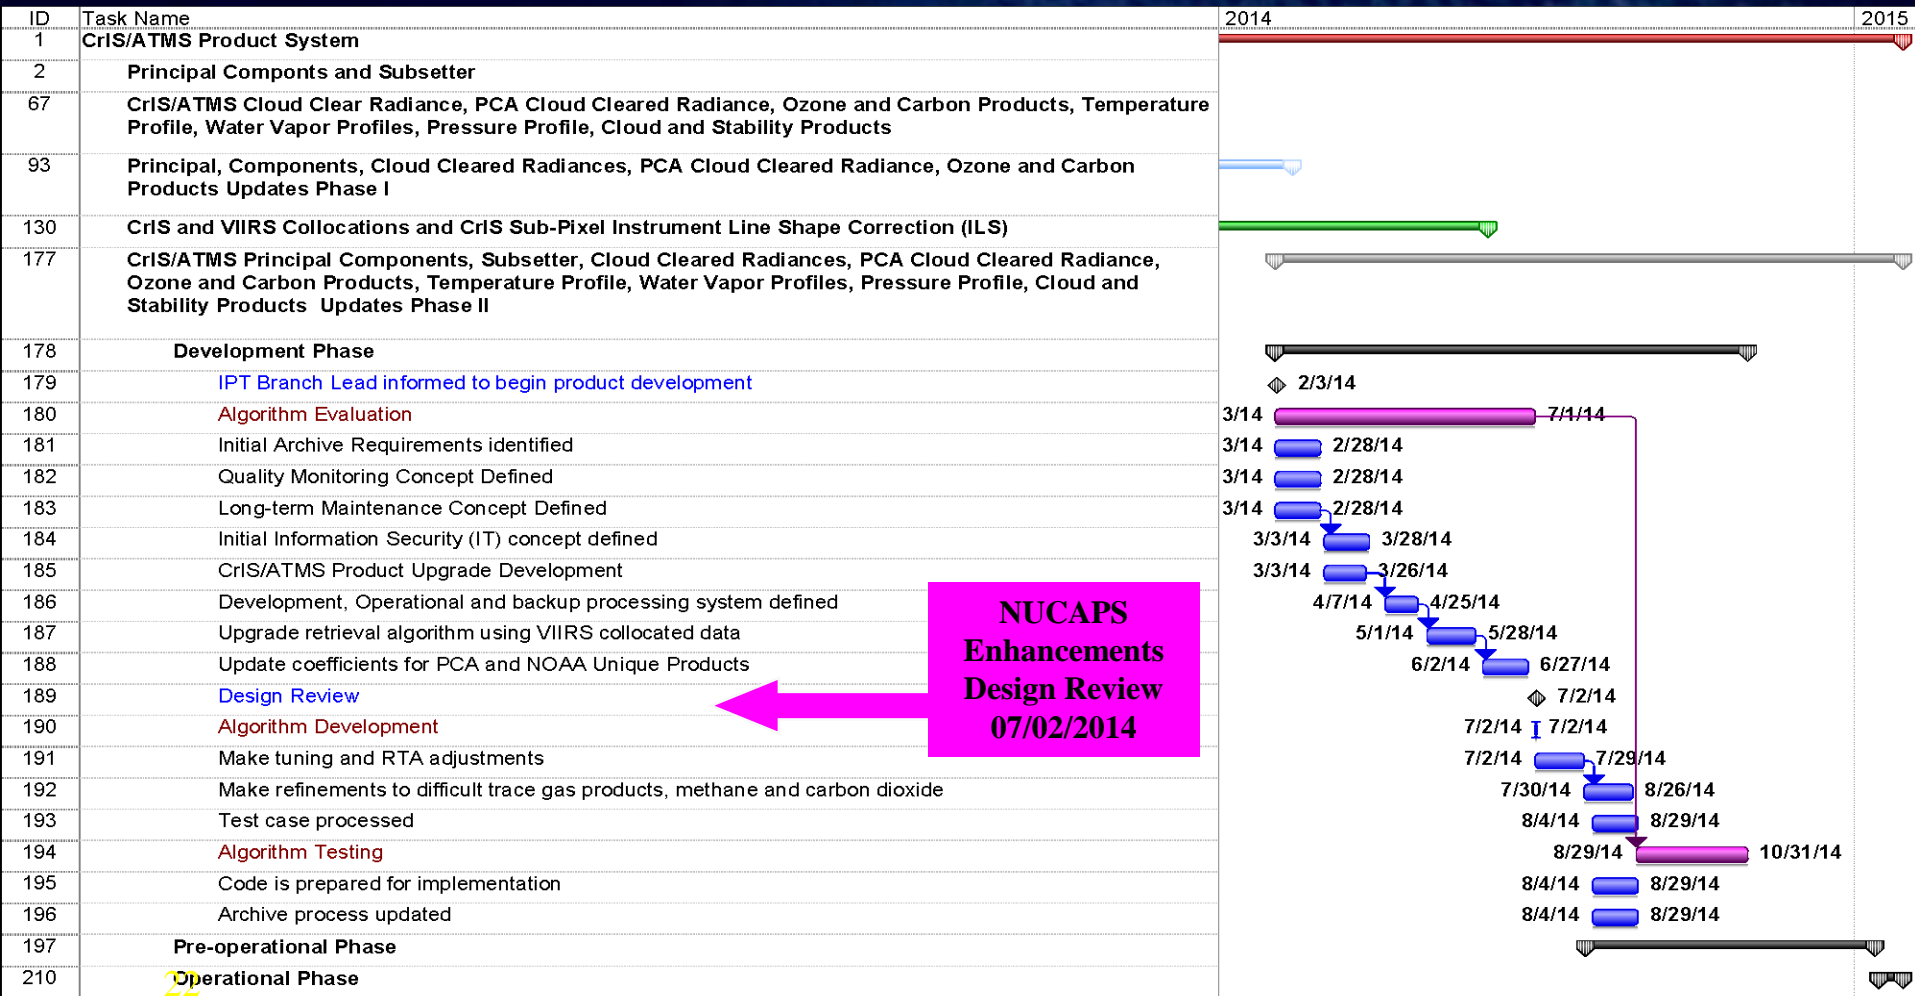 ID Task Name 2014 2015
1 CrIS/ATMS Product System
2 Principal Componts and Subsetter
67 CrIS/ATMS Cloud Clear Radiance, PCA Cloud Cleared Radiance, Ozone and Carbon Products, Temperature
Profile, Water Vapor Profiles, Pressure Profile, Cloud and Stability Products
93 Principal, Components, Cloud Cleared Radiances, PCA Cloud Cleared Radiance, Ozone and Carbon
Products Updates Phase I
130 CrIS and VIIRS Collocations and CrIS Sub-Pixel Instrument Line Shape Correction (ILS)
177 CrIS/ATMS Principal Components, Subsetter, Cloud Cleared Radiances, PCA Cloud Cleared Radiance,
Ozone and Carbon Products, Temperature Profile, Water Vapor Profiles, Pressure Profile, Cloud and
Stability Products Updates Phase II
178 Development Phase
179 IPT Branch Lead informed to begin product development 2/3/14
180 Algorithm Evaluation 3/14 7/1/14
181 Initial Archive Requirements identified 3/14 2/28/14
182 Quality Monitoring Concept Defined 3/14 2/28/14
183 Long-term Maintenance Concept Defined 3/14 2/28/14
184 Initial Information Security (IT) concept defined 3/3/14 3/28/14
185 CrIS/ATMS Product Upgrade Development 3/3/14 3/26/14
186 Development, Operational and backup processing system defined 4/7/14 4/25/14
187 Upgrade retrieval algorithm using VIIRS collocated data 5/1/14 5/28/14
188 Update coefficients for PCA and NOAA Unique Products 6/2/14 6/27/14
189 Design Review 7/2/14
190 Algorithm Development 7/2/14 7/2/14
191 Make tuning and RTA adjustments 7/2/14 7/29/14
192 Make refinements to difficult trace gas products, methane and carbon dioxide 7/30/14 8/26/14
193 Test case processed 8/4/14 8/29/14
194 Algorithm Testing 8/29/14 10/31/14
195 Code is prepared for implementation 8/4/14 8/29/14
196 Archive process updated 8/4/14 8/29/14
197 Pre-operational Phase
210 Operational Phase
NUCAPS
Enhancements
Design Review
07/02/2014
22